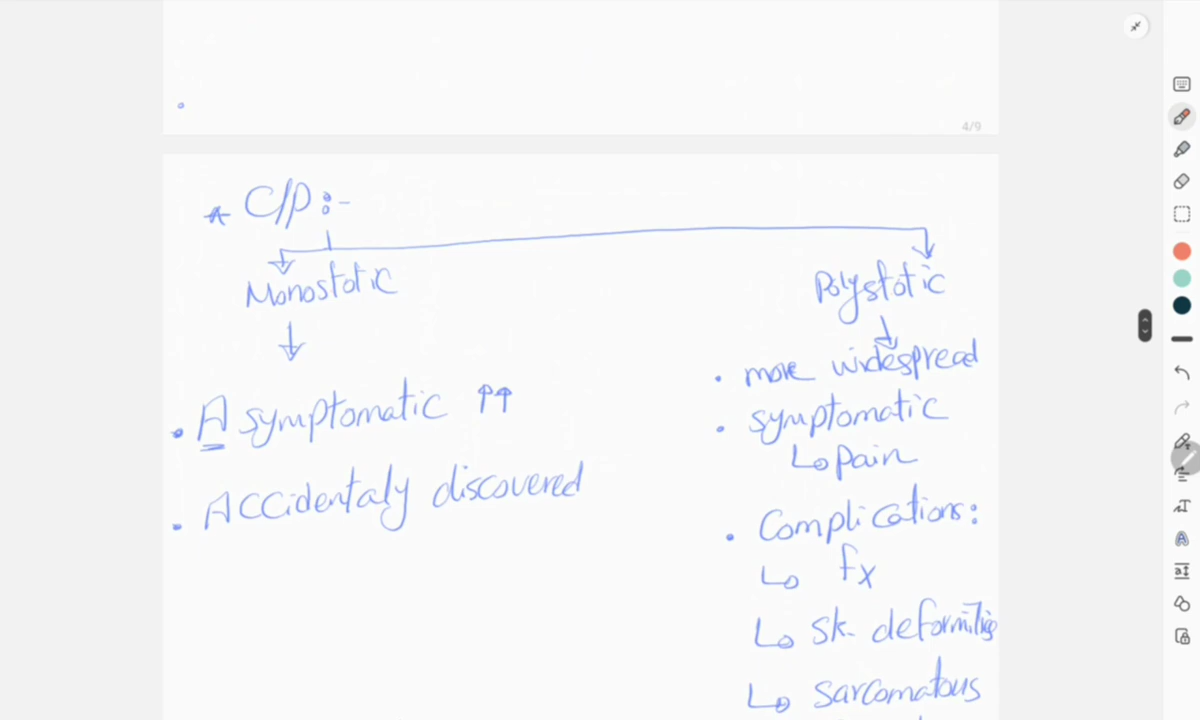 4/9
* C/P :-
Monostotic
Polystotic
• more widespread
• Asymptomatic ↑↑
• symptomatic
↳ pain
• Accidentaly discovered
• Complications:
↳ fx
↳ sk. deformities
↳ sarcomatous